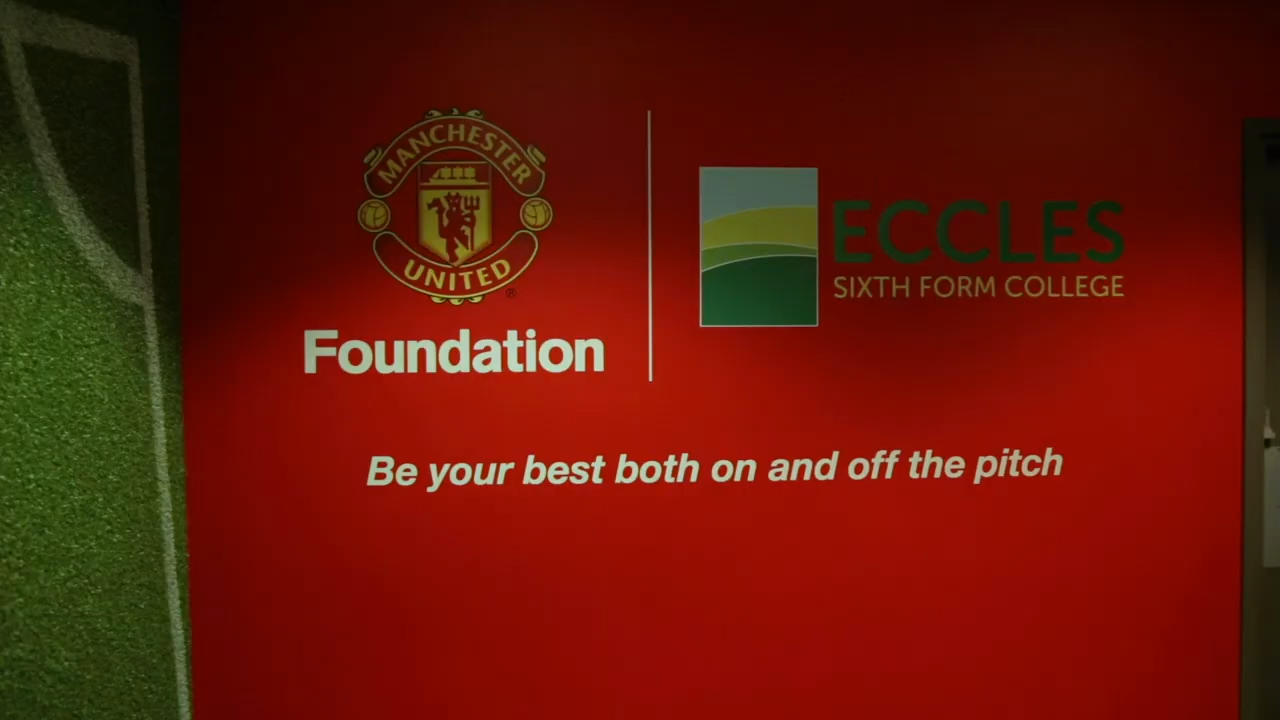 MANCHESTER
UNITED
®
Foundation
ECCLES
SIXTH FORM COLLEGE
Be your best both on and off the pitch